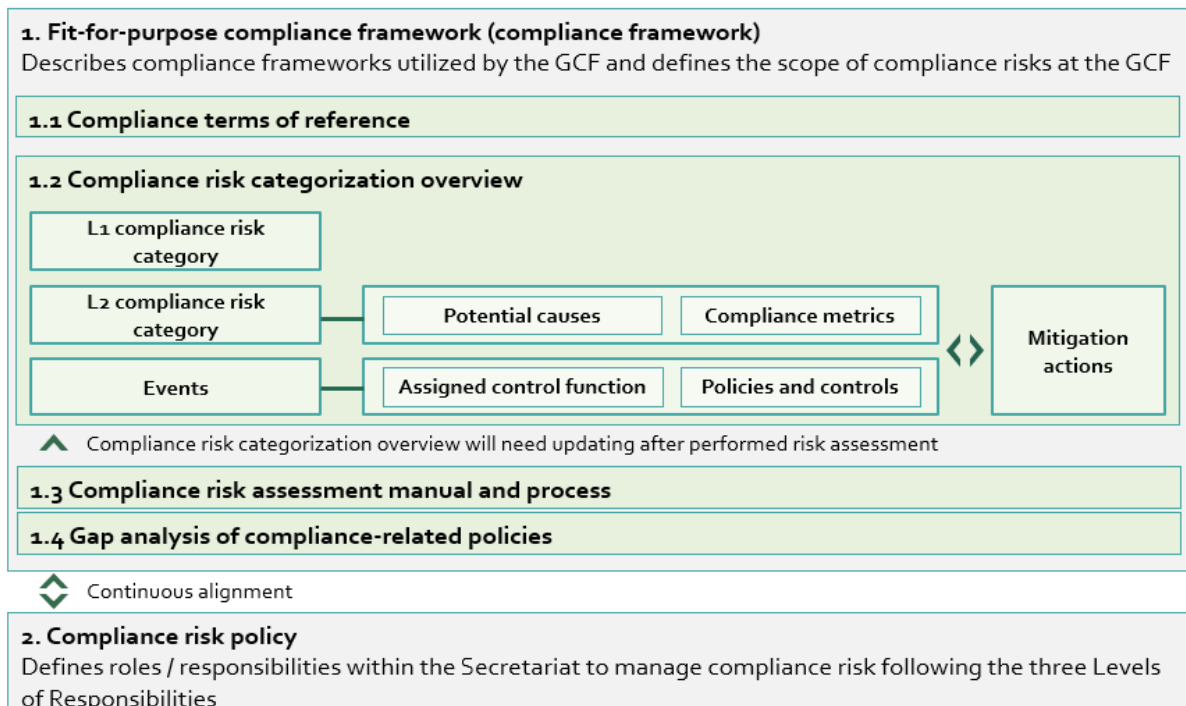 1. Fit-for-purpose compliance framework (compliance framework)
Describes compliance frameworks utilized by the GCF and defines the scope of compliance risks at the GCF
1.1 Compliance terms of reference
1.2 Compliance risk categorization overview
L1 compliance risk
category
L2 compliance risk
category
Potential causes
Compliance metrics
Mitigation
actions
Events
Assigned control function
Policies and controls
Compliance risk categorization overview will need updating after performed risk assessment
1.3 Compliance risk assessment manual and process
1.4 Gap analysis of compliance-related policies
Continuous alignment
2. Compliance risk policy
Defines roles / responsibilities within the Secretariat to manage compliance risk following the three Levels
of Responsibilities